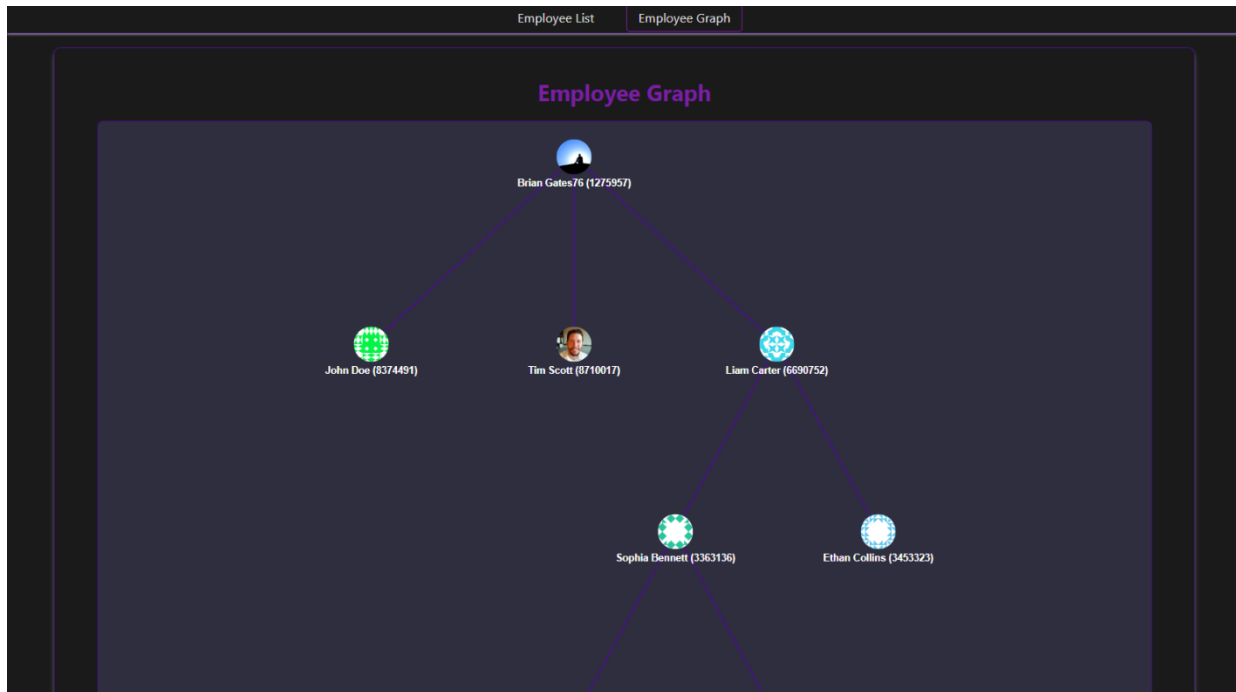 Employee List
Employee Graph
Employee Graph
Brian Gates76 (1275957)
John Doe (8374491)
Tim Scott (8710017)
Liam Carter (6690752)
Sophia Bennett (3363136)
Ethan Collins (3453323)